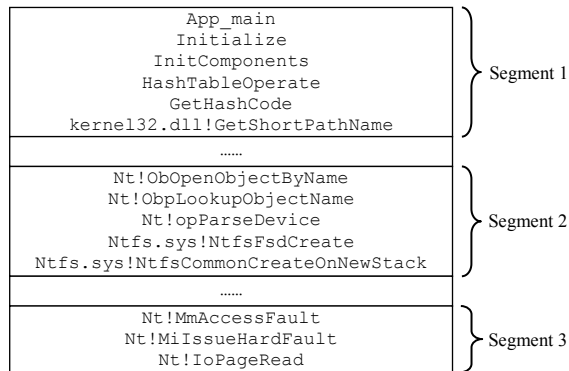 App_main
Initialize
InitComponents
HashTableOperate
GetHashCode
kernel32.dll!GetShortPathName
Segment 1
......
Nt!ObOpenObjectByName
Nt!ObpLookupObjectName
Nt!opParseDevice
Ntfs.sys!NtfsFsdCreate
Ntfs.sys!NtfsCommonCreateOnNewStack
Segment 2
......
Nt!MmAccessFault
Nt!MiIssueHardFault
Nt!IoPageRead
Segment 3